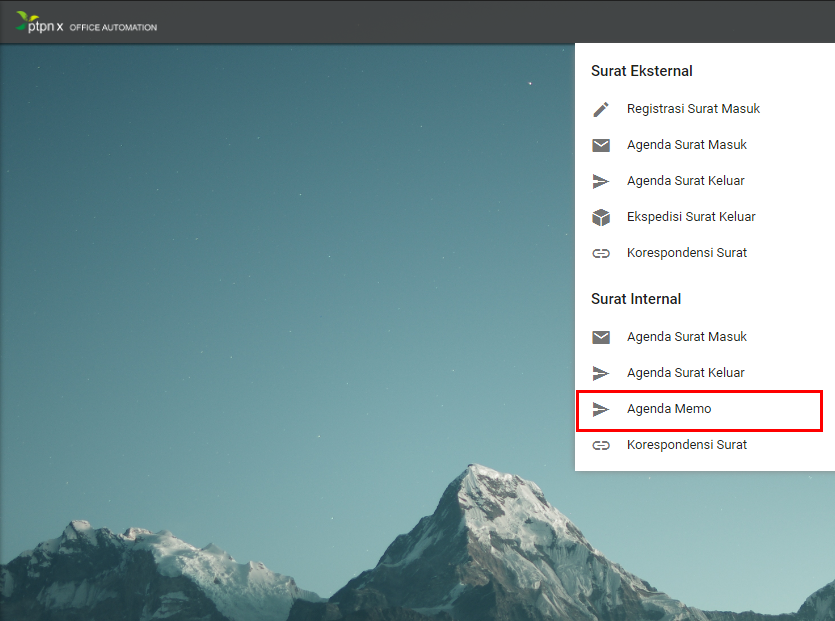 ptpn x OFFICE AUTOMATION
Surat Eksternal
Registrasi Surat Masuk
Agenda Surat Masuk
Agenda Surat Keluar
Ekspedisi Surat Keluar
Korespondensi Surat
Surat Internal
Agenda Surat Masuk
Agenda Surat Keluar
Agenda Memo
Korespondensi Surat